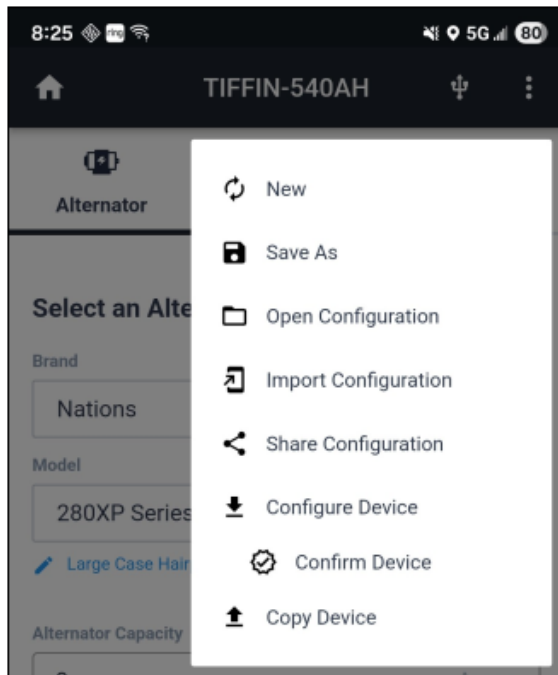 8:25 ring 5G 80
TIFFIN-540AH
Alternator
New
Save As
Open Configuration
Import Configuration
Share Configuration
Configure Device
Confirm Device
Copy Device
Select an Alte
Brand
Nations
Model
280XP Series
Large Case Hair
Alternator Capacity